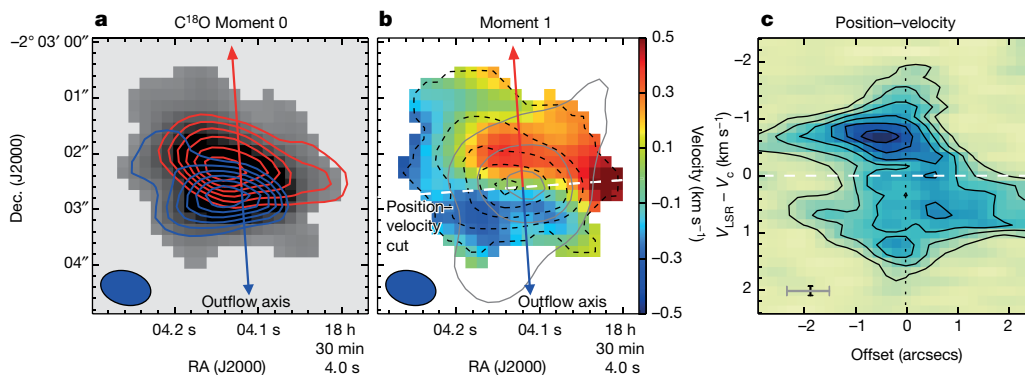 a C¹⁸O Moment 0
b Moment 1
c Position–velocity
–2° 03′ 00″
01″
02″
03″
04″
Dec. (J2000)
Outflow axis
04.2 s 04.1 s 18 h
30 min
4.0 s
RA (J2000)
Position–
velocity
cut
Outflow axis
04.2 s 04.1 s 18 h
30 min
4.0 s
RA (J2000)
0.5
0.3
0.1
–0.1
–0.3
–0.5
Velocity (km s⁻¹)
–2
–1
0
1
2
V_LSR – V_c (km s⁻¹)
–2 –1 0 1 2
Offset (arcsecs)